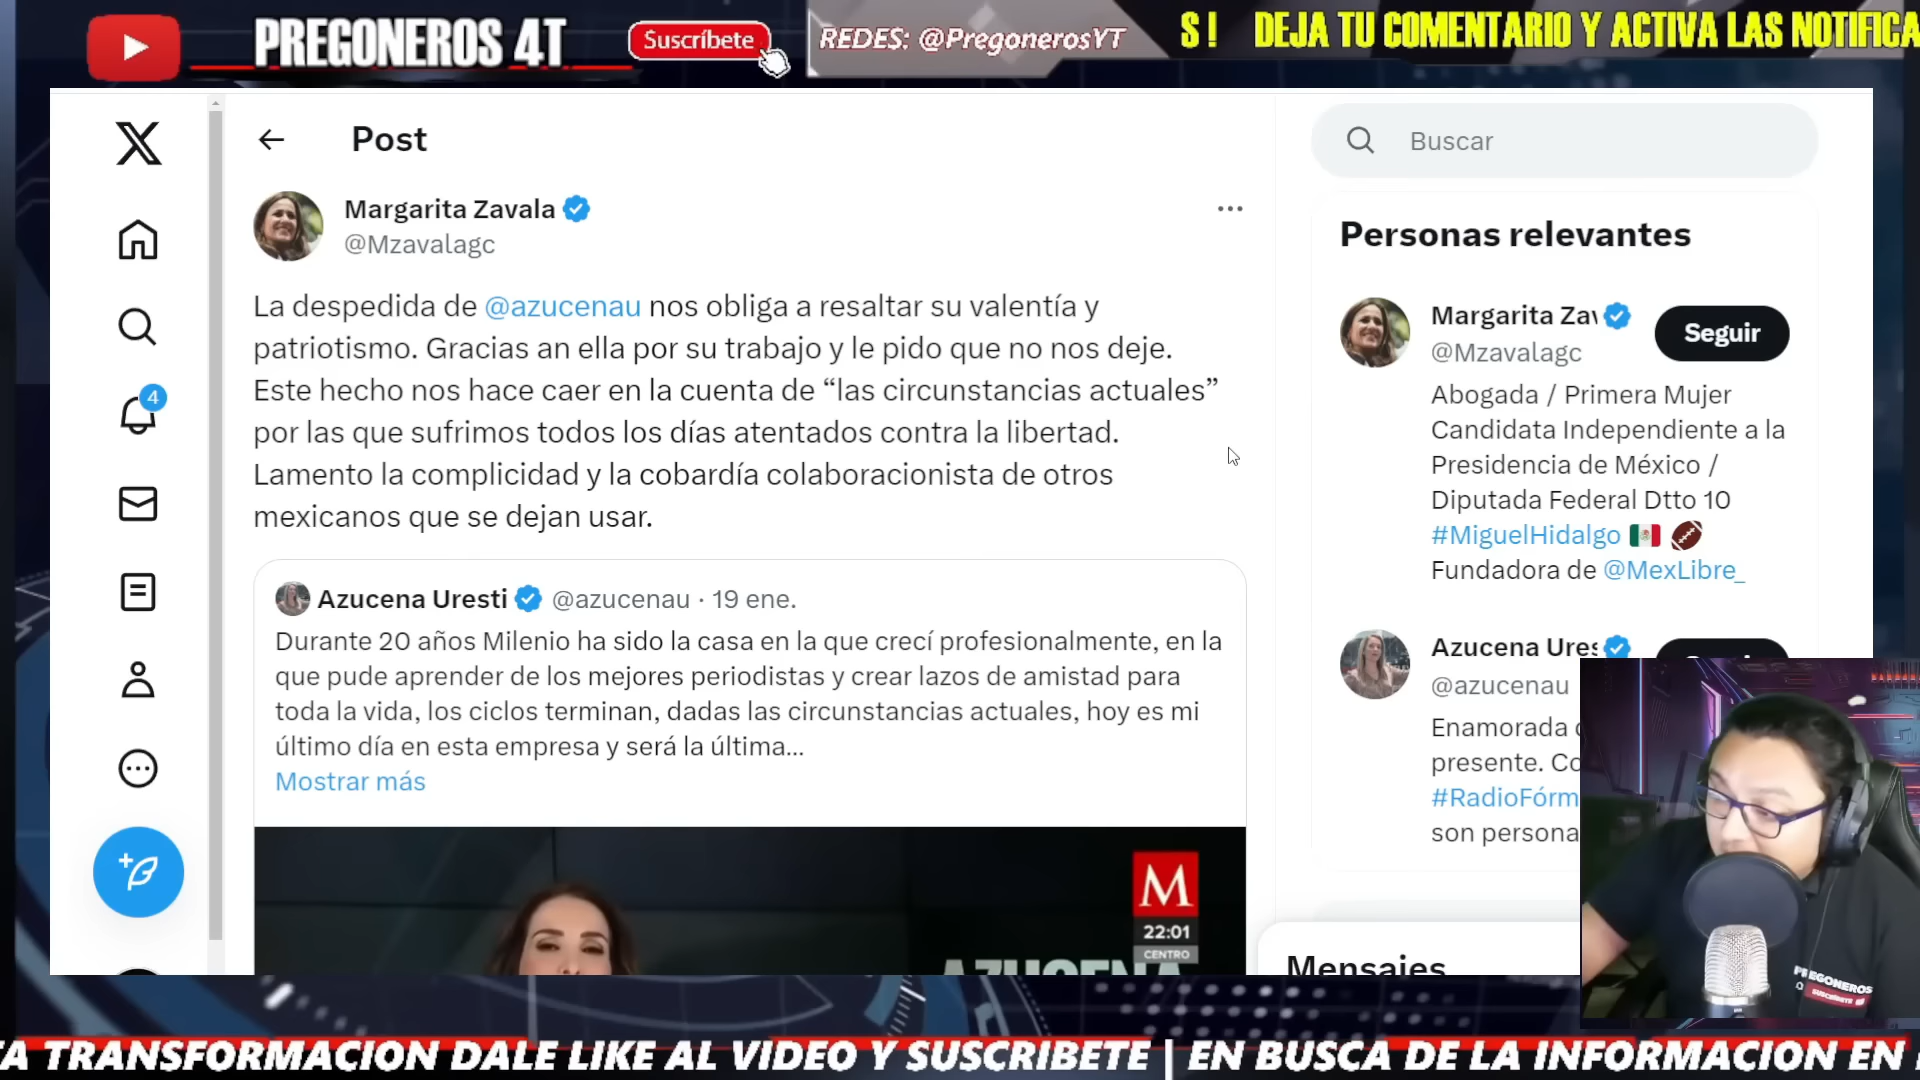 PREGONEROS 4T
Suscríbete
REDES: @PregonerosYT
S ! DEJA TU COMENTARIO Y ACTIVA LAS NOTIFICA
Post
Margarita Zavala
@Mzavalagc
La despedida de @azucenau nos obliga a resaltar su valentía y
patriotismo. Gracias an ella por su trabajo y le pido que no nos deje.
Este hecho nos hace caer en la cuenta de “las circunstancias actuales”
por las que sufrimos todos los días atentados contra la libertad.
Lamento la complicidad y la cobardía colaboracionista de otros
mexicanos que se dejan usar.
Azucena Uresti @azucenau · 19 ene.
Durante 20 años Milenio ha sido la casa en la que crecí profesionalmente, en la
que pude aprender de los mejores periodistas y crear lazos de amistad para
toda la vida, los ciclos terminan, dadas las circunstancias actuales, hoy es mi
último día en esta empresa y será la última...
Mostrar más
M
22:01
CENTRO
AZUCENA
4
Buscar
Personas relevantes
Margarita Zav
@Mzavalagc
Seguir
Abogada / Primera Mujer
Candidata Independiente a la
Presidencia de México /
Diputada Federal Dtto 10
#MiguelHidalgo
Fundadora de @MexLibre_
Azucena Ures
@azucenau
Enamorada d
presente. Co
#RadioFórm
son persona
Mensajes
PREGONEROS
SUSCRÍBETE
TA TRANSFORMACION DALE LIKE AL VIDEO Y SUSCRIBETE | EN BUSCA DE LA INFORMACION EN